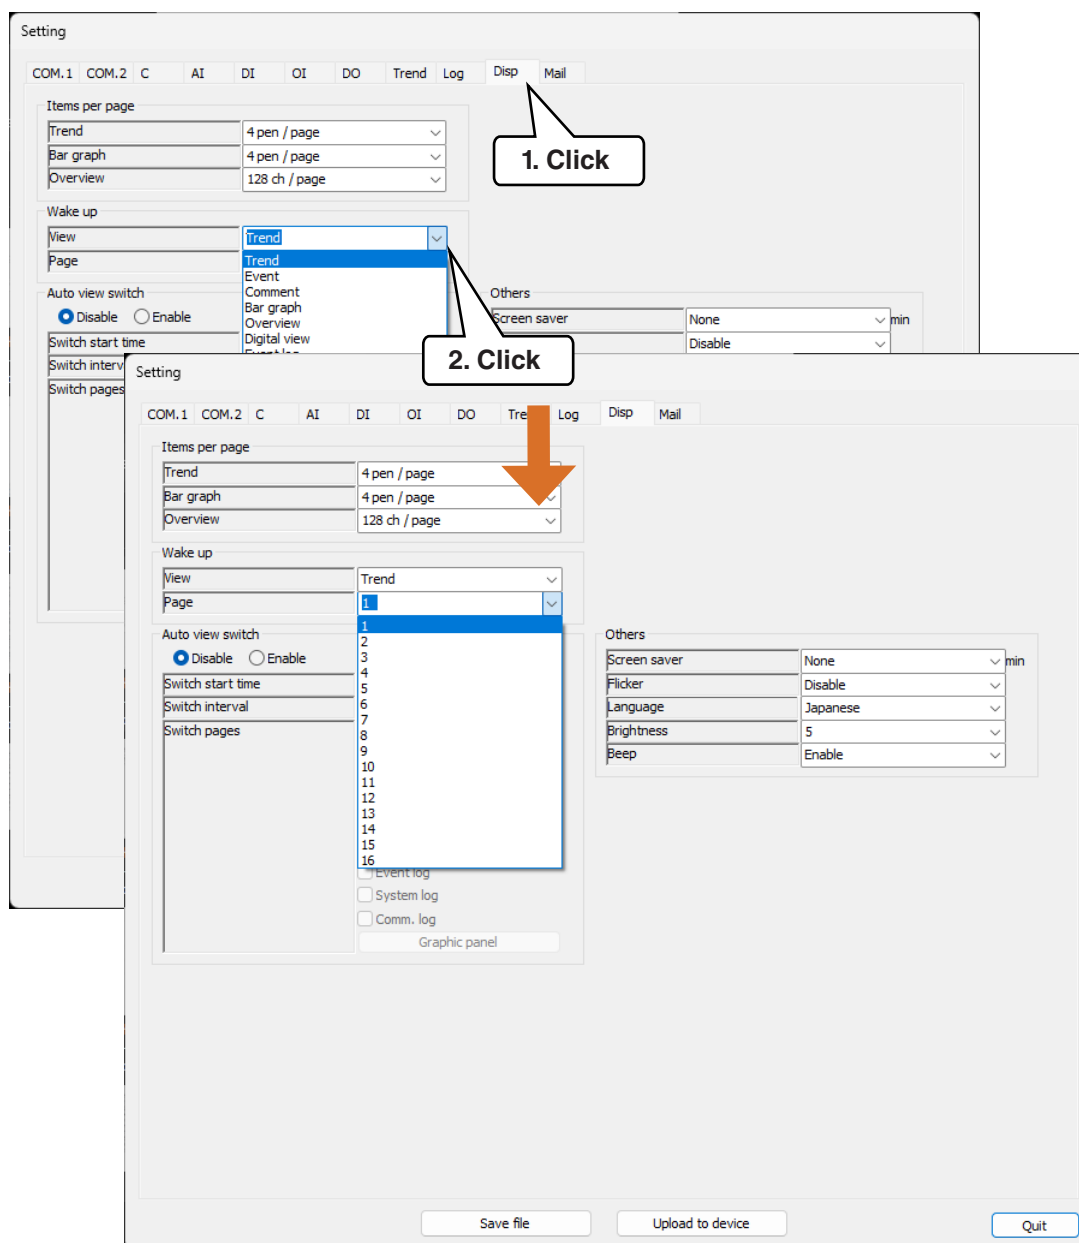 Setting
COM.1 COM.2 C AI DI OI DO Trend Log Disp Mail
Items per page
Trend 4 pen / page
Bar graph 4 pen / page
Overview 128 ch / page
1. Click
Wake up
View Trend
Page
Trend
Event
Comment
Bar graph
Overview
Digital view
Event log
Auto view switch
Disable Enable
Switch start time
Switch interv
Switch pages
Others
Screen saver None min
Disable
2. Click
Setting
COM.1 COM.2 C AI DI OI DO Tre Log Disp Mail
Items per page
Trend 4 pen / page
Bar graph 4 pen / page
Overview 128 ch / page
Wake up
View Trend
Page 1
1
2
3
4
5
6
7
8
9
10
11
12
13
14
15
16
Auto view switch
Disable Enable
Switch start time
Switch interval
Switch pages
Event log
System log
Comm. log
Graphic panel
Others
Screen saver None min
Flicker Disable
Language Japanese
Brightness 5
Beep Enable
Save file Upload to device Quit